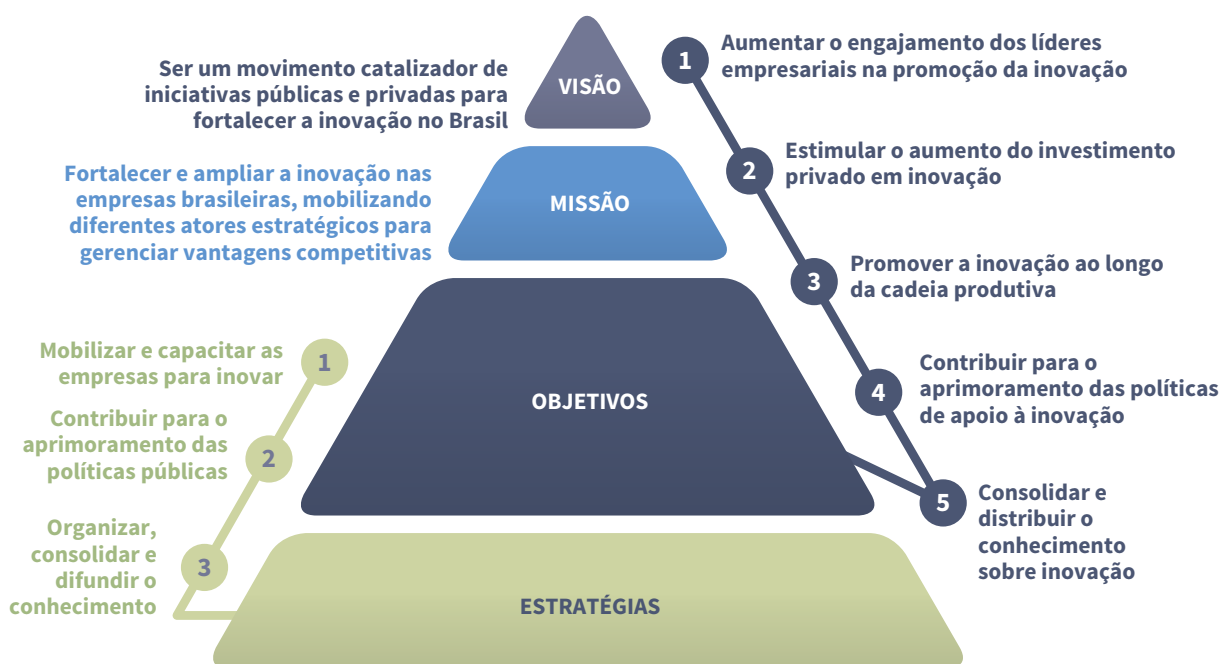 VISÃO
Ser um movimento catalizador de
iniciativas públicas e privadas para
fortalecer a inovação no Brasil
MISSÃO
Fortalecer e ampliar a inovação nas
empresas brasileiras, mobilizando
diferentes atores estratégicos para
gerenciar vantagens competitivas
OBJETIVOS
1
Aumentar o engajamento dos líderes
empresariais na promoção da inovação
2
Estimular o aumento do investimento
privado em inovação
3
Promover a inovação ao longo
da cadeia produtiva
4
Contribuir para o
aprimoramento das políticas
de apoio à inovação
5
Consolidar e
distribuir o
conhecimento
sobre inovação
ESTRATÉGIAS
1
Mobilizar e capacitar as
empresas para inovar
2
Contribuir para o
aprimoramento das
políticas públicas
3
Organizar,
consolidar e
difundir o
conhecimento